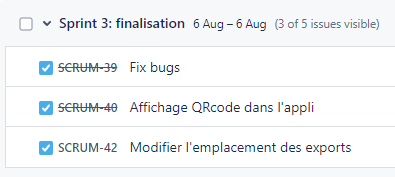 Sprint 3: finalisation 6 Aug – 6 Aug (3 of 5 issues visible)
SCRUM-39 Fix bugs
SCRUM-40 Affichage QRcode dans l'appli
SCRUM-42 Modifier l'emplacement des exports